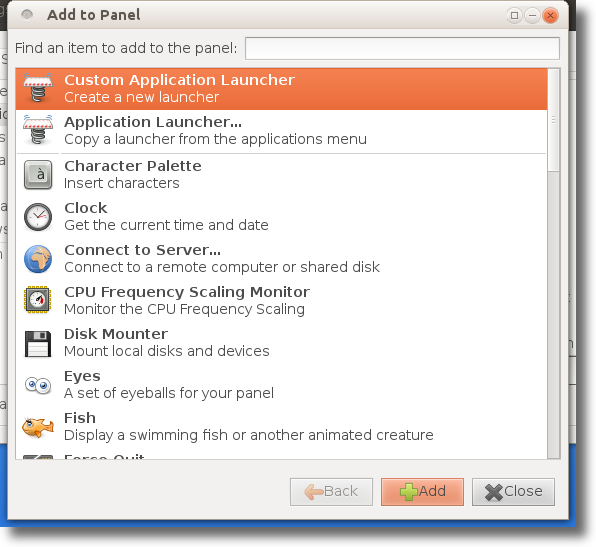 Add to Panel
Find an item to add to the panel:
Custom Application Launcher
Create a new launcher
Application Launcher...
Copy a launcher from the applications menu
à
Character Palette
Insert characters
Clock
Get the current time and date
Connect to Server...
Connect to a remote computer or shared disk
CPU Frequency Scaling Monitor
Monitor the CPU Frequency Scaling
Disk Mounter
Mount local disks and devices
Eyes
A set of eyeballs for your panel
Fish
Display a swimming fish or another animated creature
Force Quit
Back
Add
Close